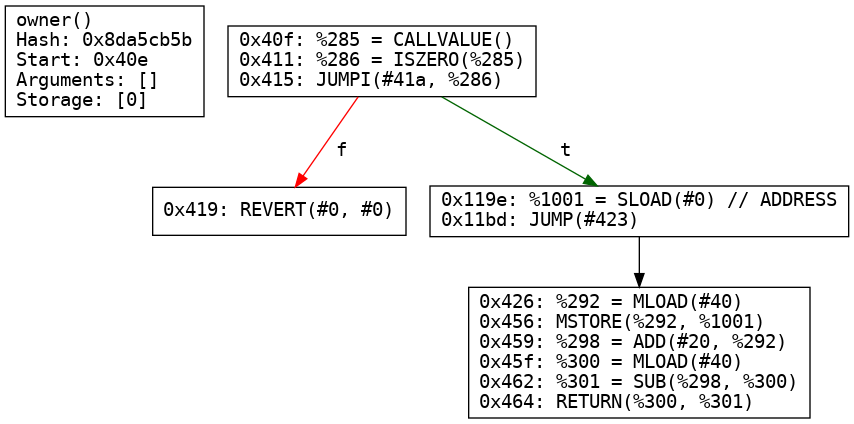 owner()
Hash: 0x8da5cb5b
Start: 0x40e
Arguments: []
Storage: [0]
0x40f: %285 = CALLVALUE()
0x411: %286 = ISZERO(%285)
0x415: JUMPI(#41a, %286)
f
t
0x419: REVERT(#0, #0)
0x119e: %1001 = SLOAD(#0) // ADDRESS
0x11bd: JUMP(#423)
0x426: %292 = MLOAD(#40)
0x456: MSTORE(%292, %1001)
0x459: %298 = ADD(#20, %292)
0x45f: %300 = MLOAD(#40)
0x462: %301 = SUB(%298, %300)
0x464: RETURN(%300, %301)